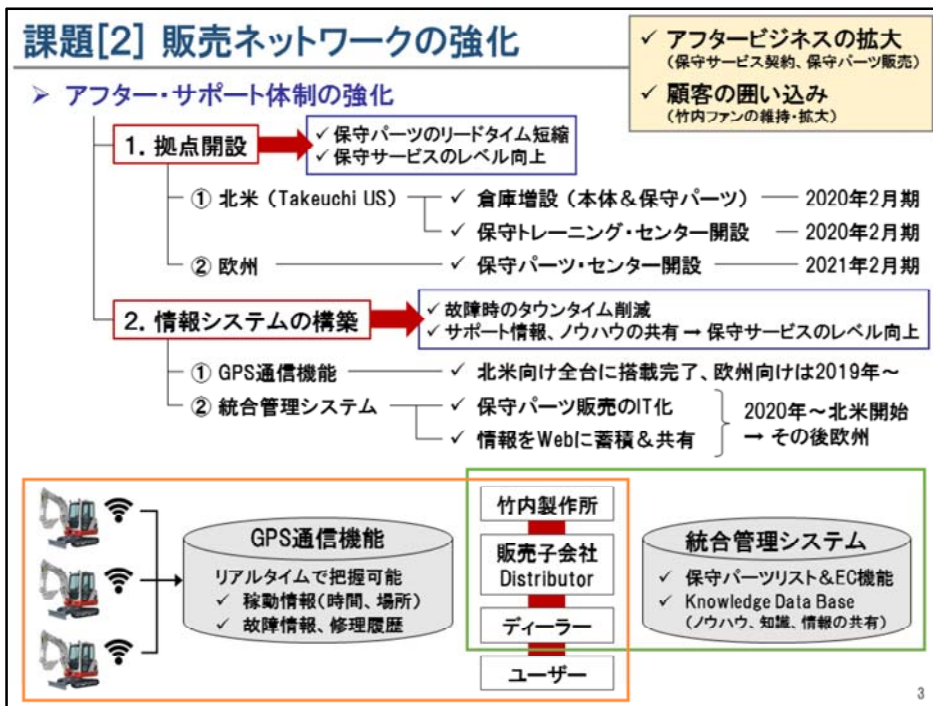 課題[2] 販売ネットワークの強化
✓ アフタービジネスの拡大
(保守サービス契約、保守パーツ販売)
✓ 顧客の囲い込み
(竹内ファンの維持・拡大)
➢ アフター・サポート体制の強化
1. 拠点開設
✓ 保守パーツのリードタイム短縮
✓ 保守サービスのレベル向上
① 北米 (Takeuchi US)
✓ 倉庫増設 (本体&保守パーツ) 2020年2月期
✓ 保守トレーニング・センター開設 2020年2月期
② 欧州 ✓ 保守パーツ・センター開設 2021年2月期
2. 情報システムの構築
✓ 故障時のタウンタイム削減
✓ サポート情報、ノウハウの共有 → 保守サービスのレベル向上
① GPS通信機能 ✓ 北米向け全台に搭載完了、欧州向けは2019年~
② 統合管理システム
✓ 保守パーツ販売のIT化
✓ 情報をWebに蓄積&共有
2020年~北米開始
→ その後欧州
GPS通信機能
リアルタイムで把握可能
✓ 稼動情報(時間、場所)
✓ 故障情報、修理履歴
竹内製作所
販売子会社
Distributor
ディーラー
ユーザー
統合管理システム
✓ 保守パーツリスト&EC機能
✓ Knowledge Data Base
(ノウハウ、知識、情報の共有)
3